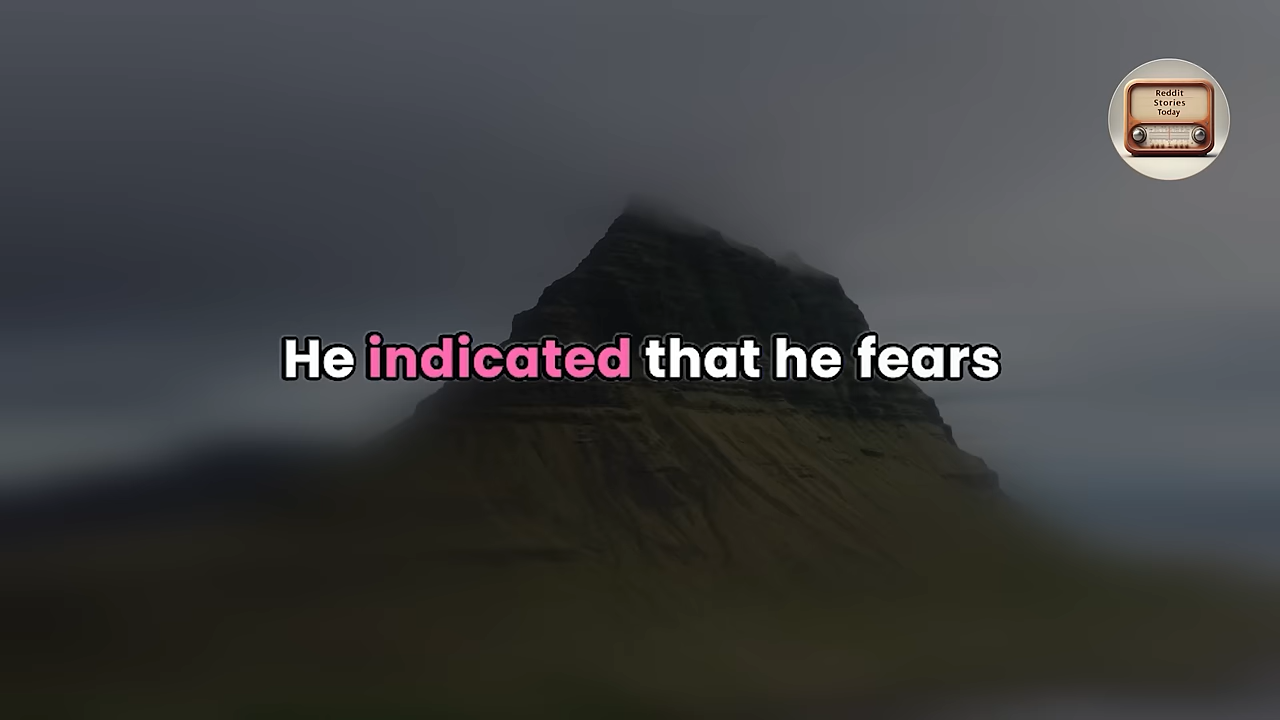 Reddit
Stories
Today
He indicated that he fears